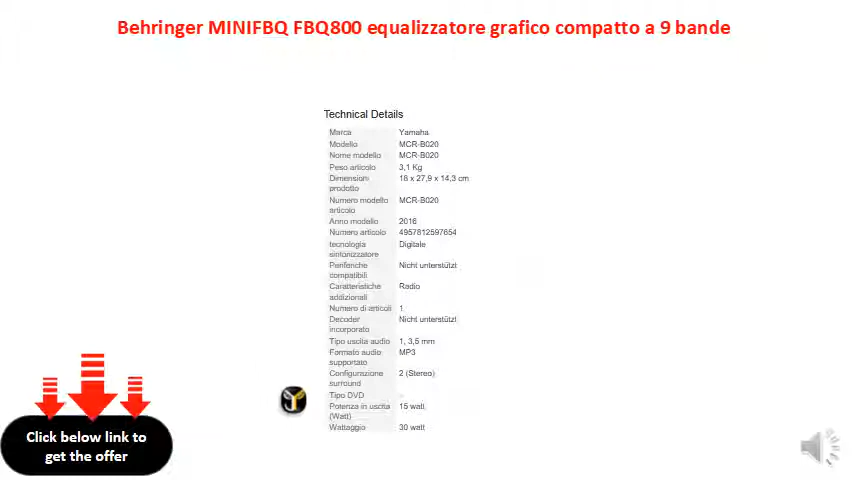 Behringer MINIFBQ FBQ800 equalizzatore grafico compatto a 9 bande
Technical Details
Marca Yamaha
Modello MCR-B020
Nome modello MCR-B020
Peso articolo 3,1 Kg
Dimensioni 18 x 27,9 x 14,3 cm
prodotto
Numero modello MCR-B020
articolo
Anno modello 2016
Numero articolo 4957812597654
tecnologia Digitale
sintonizzatore
Periferiche Nicht unterstützt
compatibili
Caratteristiche Radio
addizionali
Numero di articoli 1
Decoder Nicht unterstützt
incorporato
Tipo uscita audio 1, 3,5 mm
Formato audio MP3
supportato
Configurazione 2 (Stereo)
surround
Tipo DVD -
Potenza in uscita 15 watt
(Watt)
Wattaggio 30 watt
Click below link to
get the offer